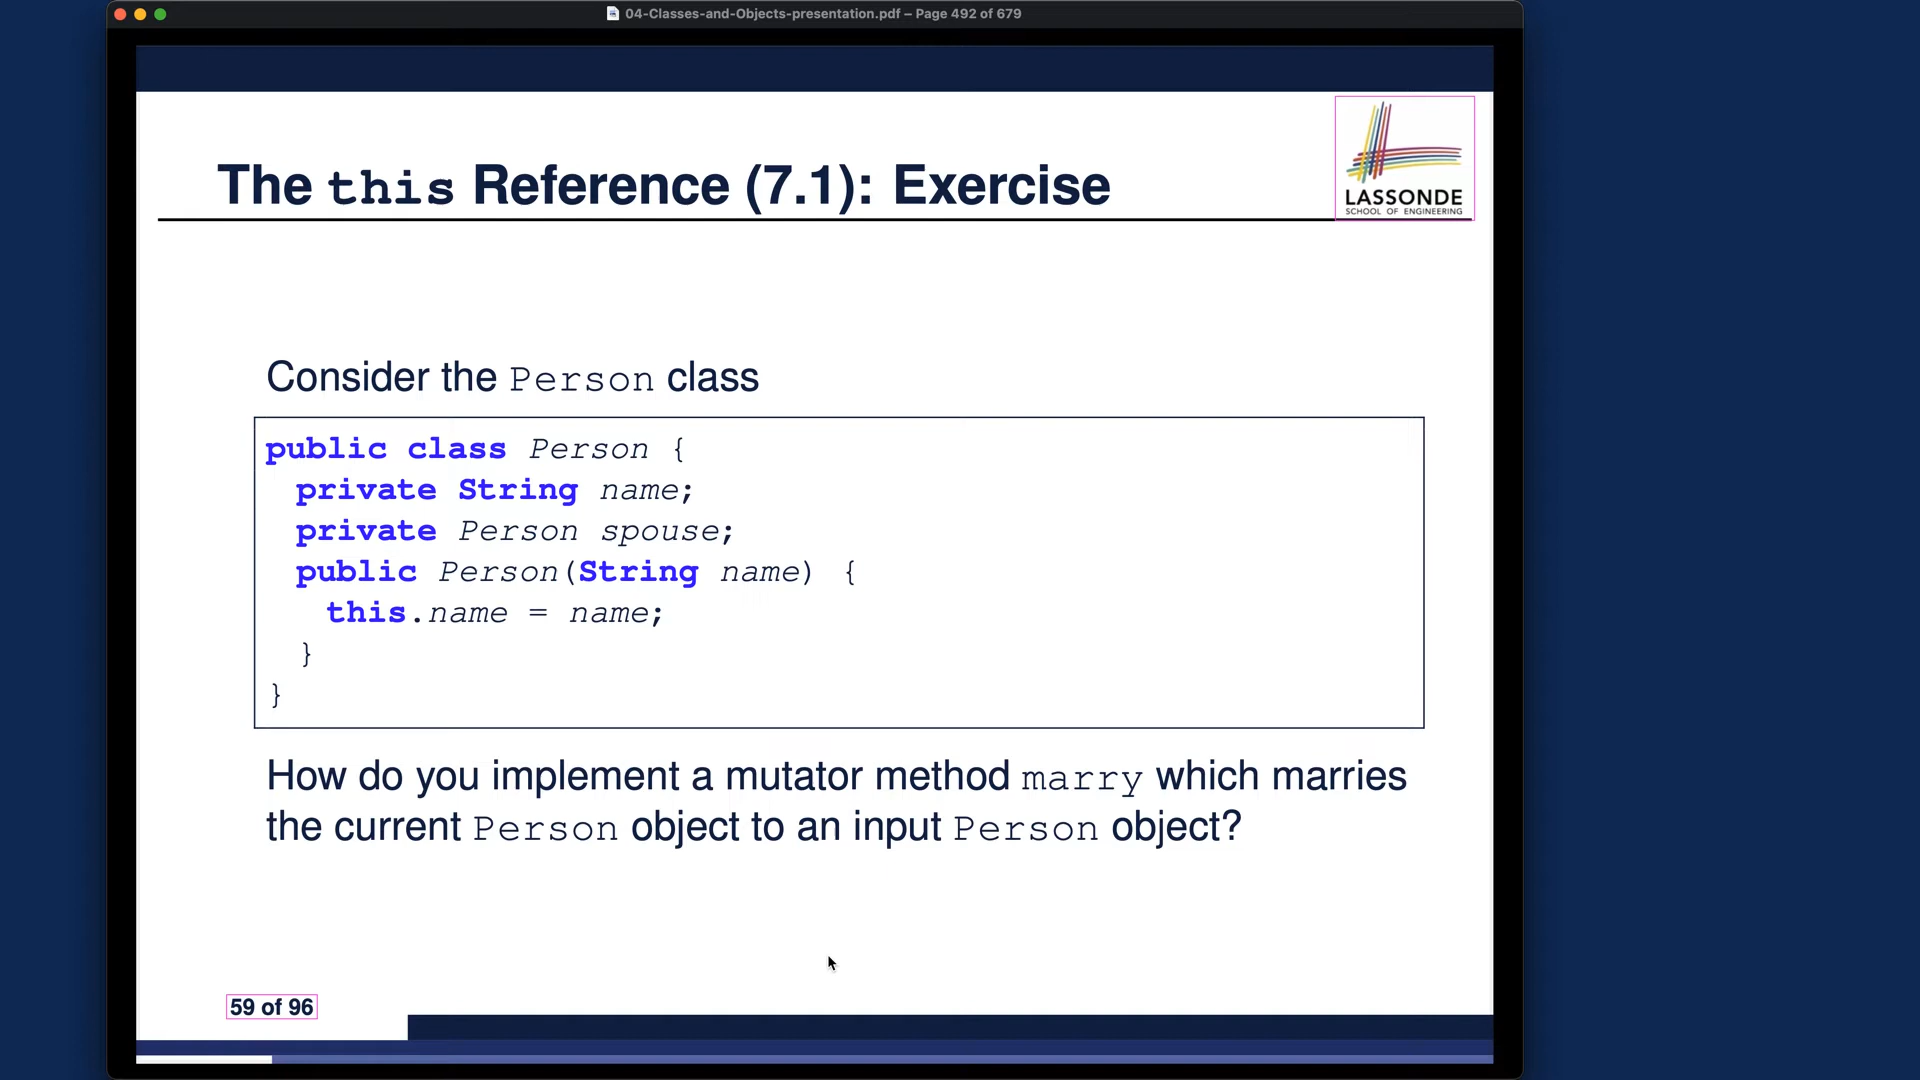 04-Classes-and-Objects-presentation.pdf – Page 492 of 679
The this Reference (7.1): Exercise
LASSONDE
SCHOOL OF ENGINEERING
Consider the Person class
public class Person {
private String name;
private Person spouse;
public Person(String name) {
this.name = name;
}
}
How do you implement a mutator method marry which marries
the current Person object to an input Person object?
59 of 96